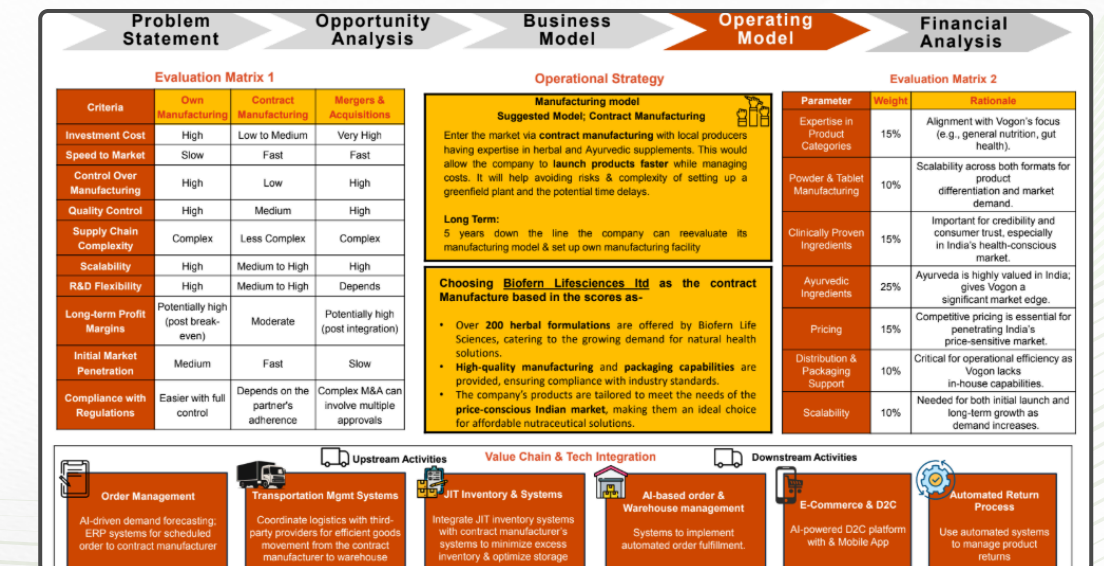 Problem
Statement
Opportunity
Analysis
Business
Model
Operating
Model
Financial
Analysis
Evaluation Matrix 1
Criteria
Own
Manufacturing
Contract
Manufacturing
Mergers &
Acquisitions
Investment Cost
High
Low to Medium
Very High
Speed to Market
Slow
Fast
Fast
Control Over
Manufacturing
High
Low
High
Quality Control
High
Medium
High
Supply Chain
Complexity
Complex
Less Complex
Complex
Scalability
High
Medium to High
High
R&D Flexibility
High
Medium to High
Depends
Long-term Profit
Margins
Potentially high
(post break-
even)
Moderate
Potentially high
(post integration)
Initial Market
Penetration
Medium
Fast
Slow
Compliance with
Regulations
Easier with full
control
Depends on the
partner's
adherence
Complex M&A can
involve multiple
approvals
Operational Strategy
Manufacturing model
Suggested Model; Contract Manufacturing
Enter the market via contract manufacturing with local producers
having expertise in herbal and Ayurvedic supplements. This would
allow the company to launch products faster while managing
costs. It will help avoiding risks & complexity of setting up a
greenfield plant and the potential time delays.
Long Term:
5 years down the line the company can reevaluate its
manufacturing model & set up own manufacturing facility
Choosing Biofern Lifesciences ltd as the contract
Manufacture based in the scores as-
• Over 200 herbal formulations are offered by Biofern Life
Sciences, catering to the growing demand for natural health
solutions.
• High-quality manufacturing and packaging capabilities are
provided, ensuring compliance with industry standards.
• The company's products are tailored to meet the needs of the
price-conscious Indian market, making them an ideal choice
for affordable nutraceutical solutions.
Evaluation Matrix 2
Parameter
Weight
Rationale
Expertise in
Product
Categories
15%
Alignment with Vogon's focus
(e.g., general nutrition, gut
health).
Powder & Tablet
Manufacturing
10%
Scalability across both formats for
product
differentiation and market
demand.
Clinically Proven
Ingredients
15%
Important for credibility and
consumer trust, especially
in India's health-conscious
market.
Ayurvedic
Ingredients
25%
Ayurveda is highly valued in India;
gives Vogon a
significant market edge.
Pricing
15%
Competitive pricing is essential for
penetrating India's
price-sensitive market.
Distribution &
Packaging
Support
10%
Critical for operational efficiency as
Vogon lacks
in-house capabilities.
Scalability
10%
Needed for both initial launch and
long-term growth as
demand increases.
Upstream Activities
Value Chain & Tech Integration
Downstream Activities
Order Management
AI-driven demand forecasting;
ERP systems for scheduled
order to contract manufacturer
Transportation Mgmt Systems
Coordinate logistics with third-
party providers for efficient goods
movement from the contract
manufacturer to warehouse
JIT Inventory & Systems
Integrate JIT inventory systems
with contract manufacturer's
systems to minimize excess
inventory & optimize storage
AI-based order &
Warehouse management
Systems to implement
automated order fulfillment.
E-Commerce & D2C
AI-powered D2C platform
with & Mobile App
Automated Return
Process
Use automated systems
to manage product
returns